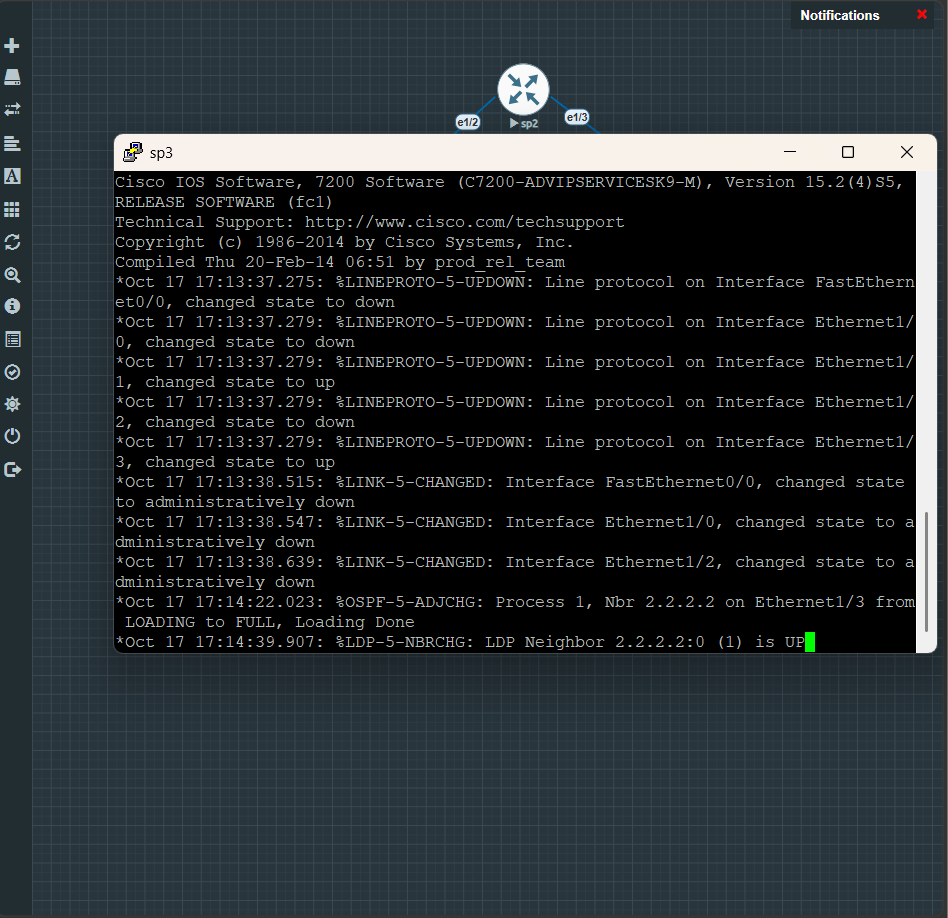 Notifications
e1/2
e1/3
sp2
sp3
Cisco IOS Software, 7200 Software (C7200-ADVIPSERVICESK9-M), Version 15.2(4)S5,
RELEASE SOFTWARE (fc1)
Technical Support: http://www.cisco.com/techsupport
Copyright (c) 1986-2014 by Cisco Systems, Inc.
Compiled Thu 20-Feb-14 06:51 by prod_rel_team
*Oct 17 17:13:37.275: %LINEPROTO-5-UPDOWN: Line protocol on Interface FastEthern
et0/0, changed state to down
*Oct 17 17:13:37.279: %LINEPROTO-5-UPDOWN: Line protocol on Interface Ethernet1/
0, changed state to down
*Oct 17 17:13:37.279: %LINEPROTO-5-UPDOWN: Line protocol on Interface Ethernet1/
1, changed state to up
*Oct 17 17:13:37.279: %LINEPROTO-5-UPDOWN: Line protocol on Interface Ethernet1/
2, changed state to down
*Oct 17 17:13:37.279: %LINEPROTO-5-UPDOWN: Line protocol on Interface Ethernet1/
3, changed state to up
*Oct 17 17:13:38.515: %LINK-5-CHANGED: Interface FastEthernet0/0, changed state
to administratively down
*Oct 17 17:13:38.547: %LINK-5-CHANGED: Interface Ethernet1/0, changed state to a
dministratively down
*Oct 17 17:13:38.639: %LINK-5-CHANGED: Interface Ethernet1/2, changed state to a
dministratively down
*Oct 17 17:14:22.023: %OSPF-5-ADJCHG: Process 1, Nbr 2.2.2.2 on Ethernet1/3 from
LOADING to FULL, Loading Done
*Oct 17 17:14:39.907: %LDP-5-NBRCHG: LDP Neighbor 2.2.2.2:0 (1) is UP